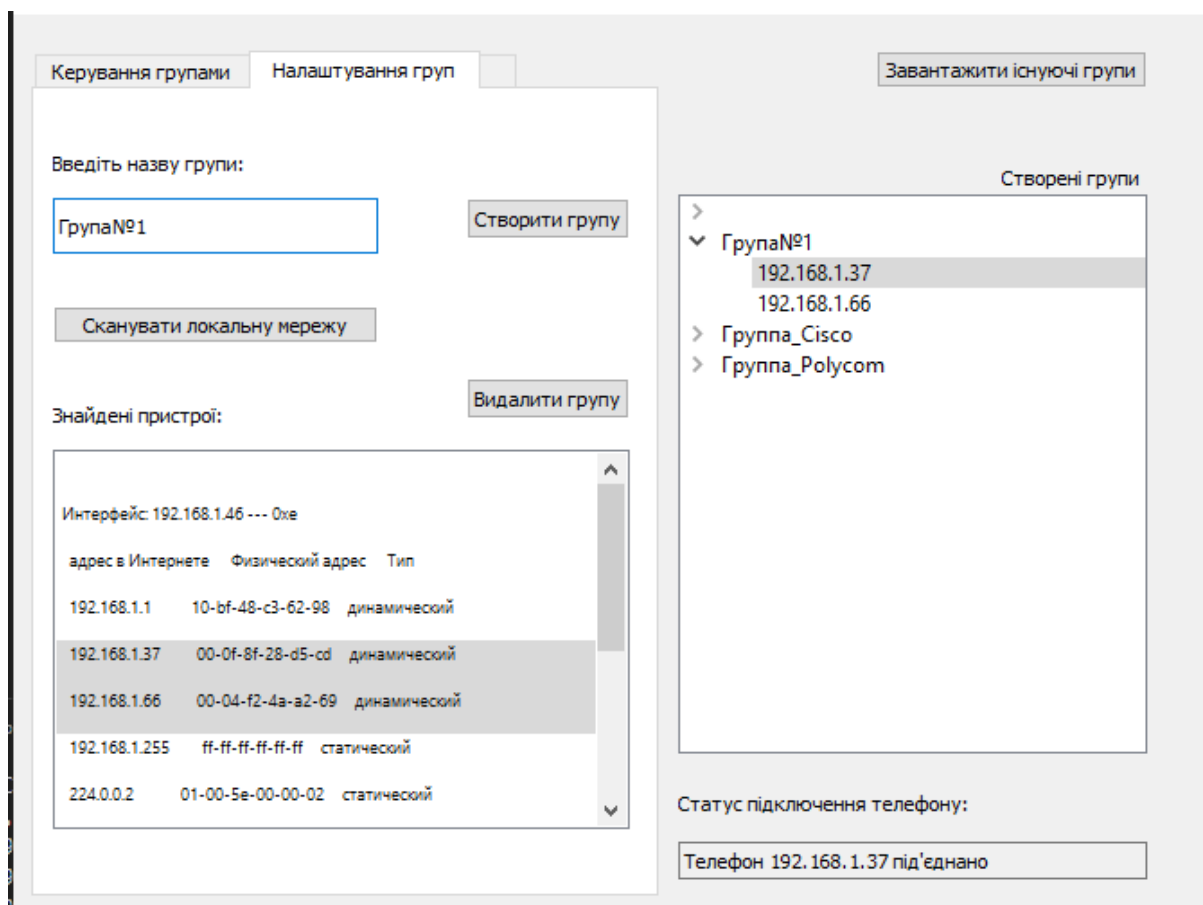 Керування групами
Налаштування груп
Завантажити існуючі групи
Введіть назву групи:
Група№1
Створити групу
Сканувати локальну мережу
Видалити групу
Знайдені пристрої:
Интерфейс: 192.168.1.46 --- 0xe
адрес в Интернете Физический адрес Тип
192.168.1.1 10-bf-48-c3-62-98 динамический
192.168.1.37 00-0f-8f-28-d5-cd динамический
192.168.1.66 00-04-f2-4a-a2-69 динамический
192.168.1.255 ff-ff-ff-ff-ff-ff статический
224.0.0.2 01-00-5e-00-00-02 статический
Створені групи
Група№1
192.168.1.37
192.168.1.66
Группа_Cisco
Группа_Polycom
Статус підключення телефону:
Телефон 192.168.1.37 під'єднано